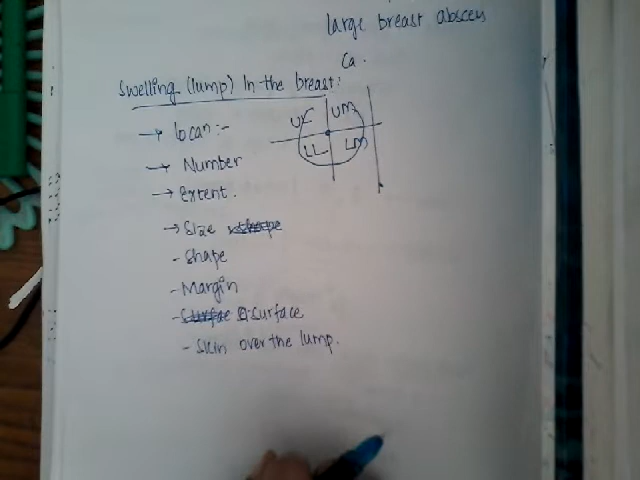 large breast abscess
Ca.
Swelling (lump) In the breast:
→ Locan:-
UL UM
LL LM
→ Number
→ Extent.
→ Size
- Shape
- Margin
- Surface
- Skin over the lump.